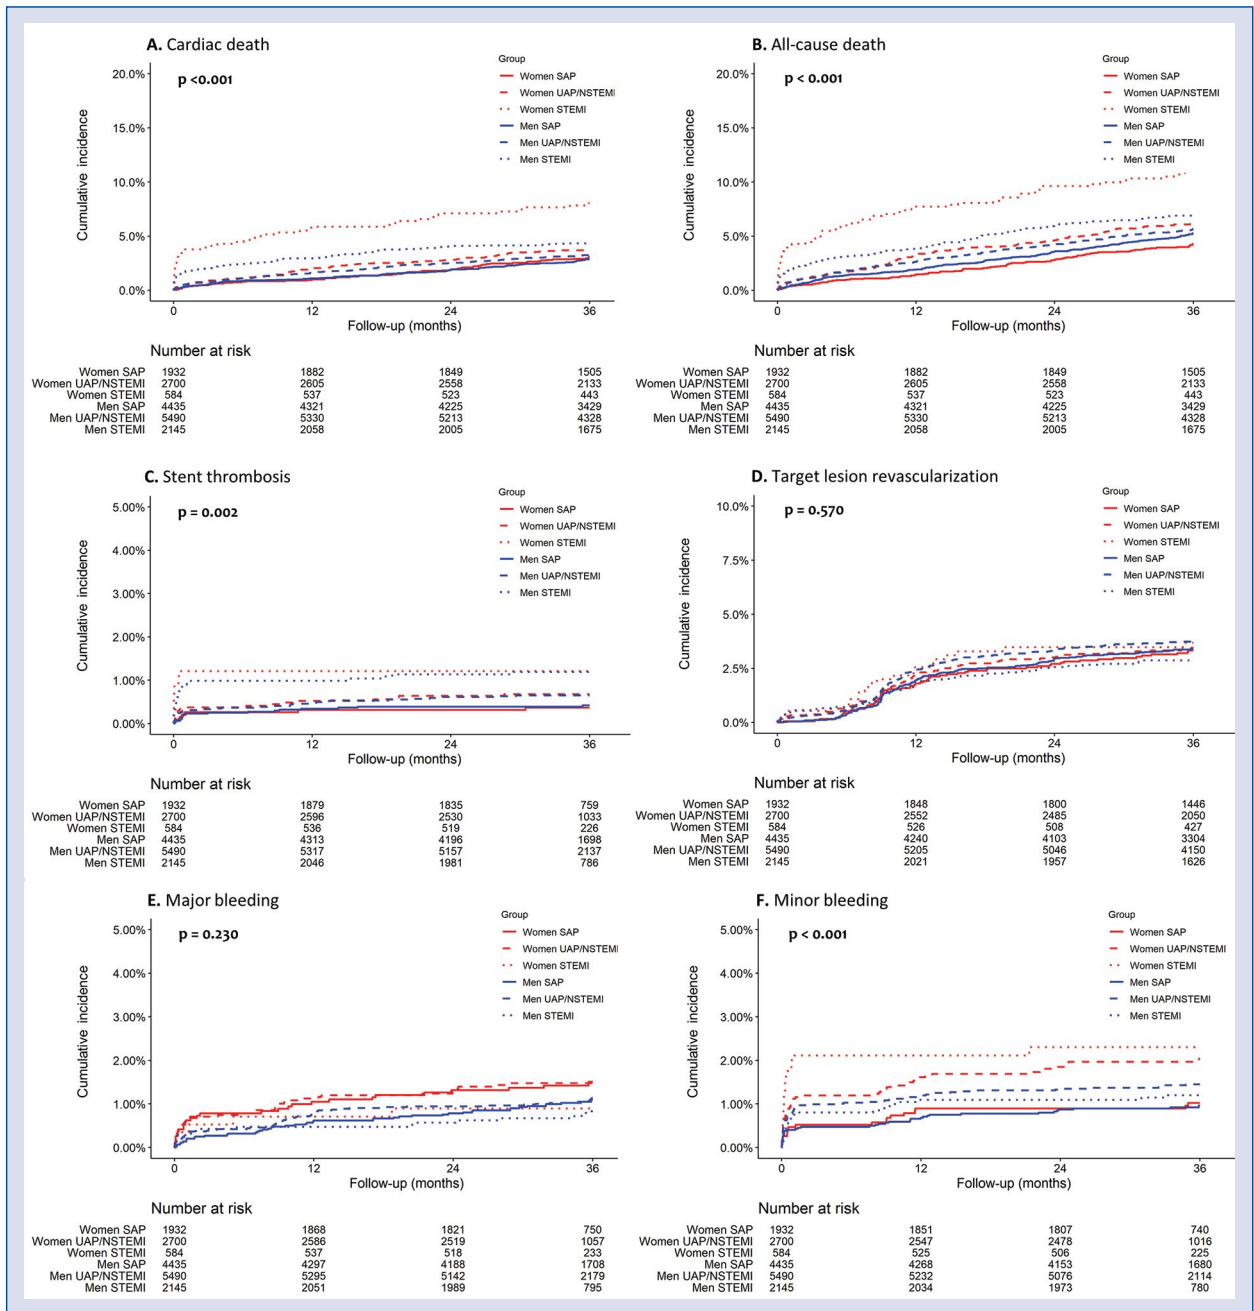 A. Cardiac death
p <0.001
Group
Women SAP
Women UAP/NSTEMI
Women STEMI
Men SAP
Men UAP/NSTEMI
Men STEMI
Cumulative incidence
20.0%
15.0%
10.0%
5.0%
0.0%
0 12 24 36
Follow-up (months)
Number at risk
Women SAP 1932 1882 1849 1505
Women UAP/NSTEMI 2700 2605 2558 2133
Women STEMI 584 537 523 443
Men SAP 4435 4321 4225 3429
Men UAP/NSTEMI 5490 5330 5213 4328
Men STEMI 2145 2058 2005 1675
B. All-cause death
p < 0.001
Group
Women SAP
Women UAP/NSTEMI
Women STEMI
Men SAP
Men UAP/NSTEMI
Men STEMI
Cumulative incidence
20.0%
15.0%
10.0%
5.0%
0.0%
0 12 24 36
Follow-up (months)
Number at risk
Women SAP 1932 1882 1849 1505
Women UAP/NSTEMI 2700 2605 2558 2133
Women STEMI 584 537 523 443
Men SAP 4435 4321 4225 3429
Men UAP/NSTEMI 5490 5330 5213 4328
Men STEMI 2145 2058 2005 1675
C. Stent thrombosis
p = 0.002
Group
Women SAP
Women UAP/NSTEMI
Women STEMI
Men SAP
Men UAP/NSTEMI
Men STEMI
Cumulative incidence
5.00%
4.00%
3.00%
2.00%
1.00%
0.00%
0 12 24 36
Follow-up (months)
Number at risk
Women SAP 1932 1879 1835 759
Women UAP/NSTEMI 2700 2596 2530 1033
Women STEMI 584 536 519 226
Men SAP 4435 4313 4196 1698
Men UAP/NSTEMI 5490 5317 5157 2137
Men STEMI 2145 2046 1981 786
D. Target lesion revascularization
p = 0.570
Group
Women SAP
Women UAP/NSTEMI
Women STEMI
Men SAP
Men UAP/NSTEMI
Men STEMI
Cumulative incidence
10.0%
7.5%
5.0%
2.5%
0.0%
0 12 24 36
Follow-up (months)
Number at risk
Women SAP 1932 1848 1800 1446
Women UAP/NSTEMI 2700 2552 2485 2050
Women STEMI 584 526 508 427
Men SAP 4435 4240 4103 3304
Men UAP/NSTEMI 5490 5205 5046 4150
Men STEMI 2145 2021 1957 1626
E. Major bleeding
p = 0.230
Group
Women SAP
Women UAP/NSTEMI
Women STEMI
Men SAP
Men UAP/NSTEMI
Men STEMI
Cumulative incidence
5.00%
4.00%
3.00%
2.00%
1.00%
0.00%
0 12 24 36
Follow-up (months)
Number at risk
Women SAP 1932 1868 1821 750
Women UAP/NSTEMI 2700 2586 2519 1057
Women STEMI 584 537 518 233
Men SAP 4435 4297 4188 1708
Men UAP/NSTEMI 5490 5295 5142 2179
Men STEMI 2145 2051 1989 795
F. Minor bleeding
p < 0.001
Group
Women SAP
Women UAP/NSTEMI
Women STEMI
Men SAP
Men UAP/NSTEMI
Men STEMI
Cumulative incidence
5.00%
4.00%
3.00%
2.00%
1.00%
0.00%
0 12 24 36
Follow-up (months)
Number at risk
Women SAP 1932 1851 1807 740
Women UAP/NSTEMI 2700 2547 2478 1016
Women STEMI 584 525 506 225
Men SAP 4435 4268 4153 1680
Men UAP/NSTEMI 5490 5232 5076 2114
Men STEMI 2145 2034 1973 780